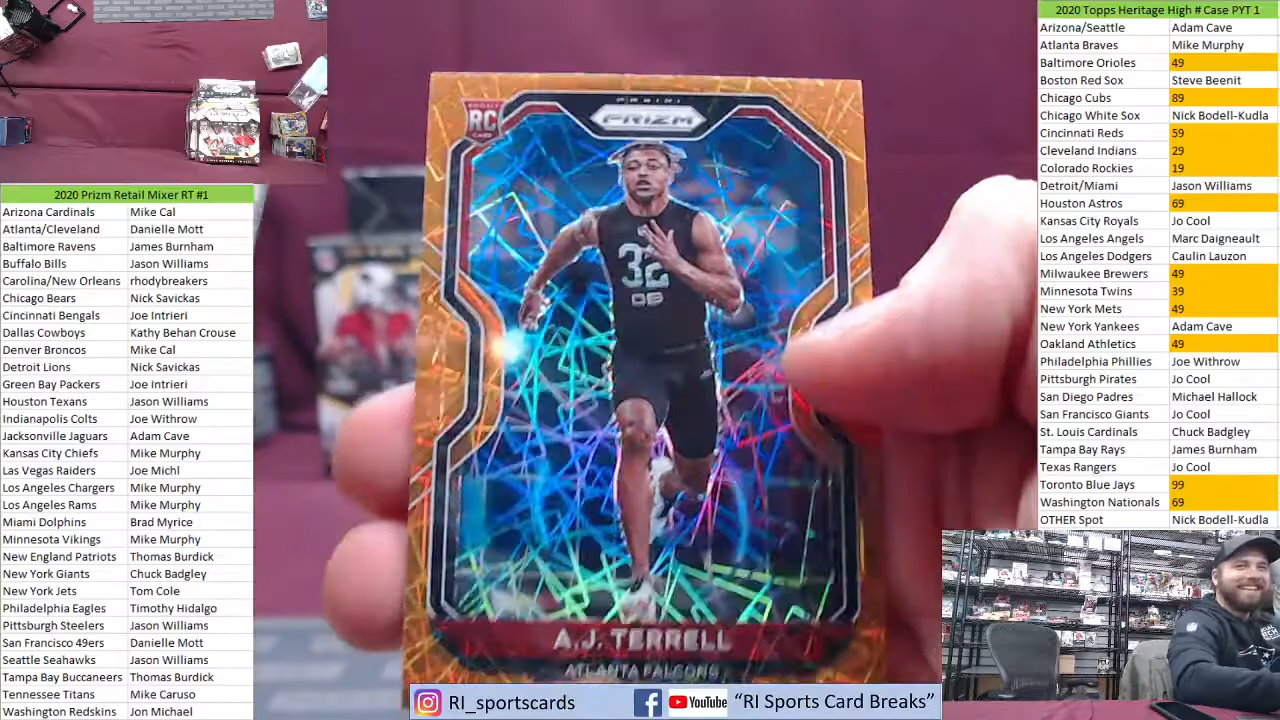 2020 Prizm Retail Mixer RT #1
Arizona Cardinals Mike Cal
Atlanta/Cleveland Danielle Mott
Baltimore Ravens James Burnham
Buffalo Bills Jason Williams
Carolina/New Orleans rhodybreakers
Chicago Bears Nick Savickas
Cincinnati Bengals Joe Intrieri
Dallas Cowboys Kathy Behan Crouse
Denver Broncos Mike Cal
Detroit Lions Nick Savickas
Green Bay Packers Joe Intrieri
Houston Texans Jason Williams
Indianapolis Colts Joe Withrow
Jacksonville Jaguars Adam Cave
Kansas City Chiefs Mike Murphy
Las Vegas Raiders Joe Michl
Los Angeles Chargers Mike Murphy
Los Angeles Rams Mike Murphy
Miami Dolphins Brad Myrice
Minnesota Vikings Mike Murphy
New England Patriots Thomas Burdick
New York Giants Chuck Badgley
New York Jets Tom Cole
Philadelphia Eagles Timothy Hidalgo
Pittsburgh Steelers Jason Williams
San Francisco 49ers Danielle Mott
Seattle Seahawks Jason Williams
Tampa Bay Buccaneers Thomas Burdick
Tennessee Titans Mike Caruso
Washington Redskins Jon Michael
PANINI
PRIZM
ROOKIE
RC
CARD
32
DB
A.J. TERRELL
ATLANTA FALCONS
RI_sportscards YouTube "RI Sports Card Breaks"
2020 Topps Heritage High # Case PYT 1
Arizona/Seattle Adam Cave
Atlanta Braves Mike Murphy
Baltimore Orioles 49
Boston Red Sox Steve Beenit
Chicago Cubs 89
Chicago White Sox Nick Bodell-Kudla
Cincinnati Reds 59
Cleveland Indians 29
Colorado Rockies 19
Detroit/Miami Jason Williams
Houston Astros 69
Kansas City Royals Jo Cool
Los Angeles Angels Marc Daigneault
Los Angeles Dodgers Caulin Lauzon
Milwaukee Brewers 49
Minnesota Twins 39
New York Mets 49
New York Yankees Adam Cave
Oakland Athletics 49
Philadelphia Phillies Joe Withrow
Pittsburgh Pirates Jo Cool
San Diego Padres Michael Hallock
San Francisco Giants Jo Cool
St. Louis Cardinals Chuck Badgley
Tampa Bay Rays James Burnham
Texas Rangers Jo Cool
Toronto Blue Jays 99
Washington Nationals 69
OTHER Spot Nick Bodell-Kudla